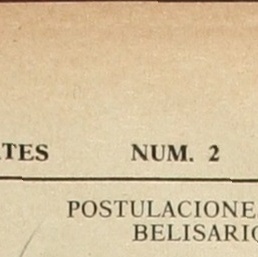 TES NUM. 2
POSTULACIONE
BELISARIO